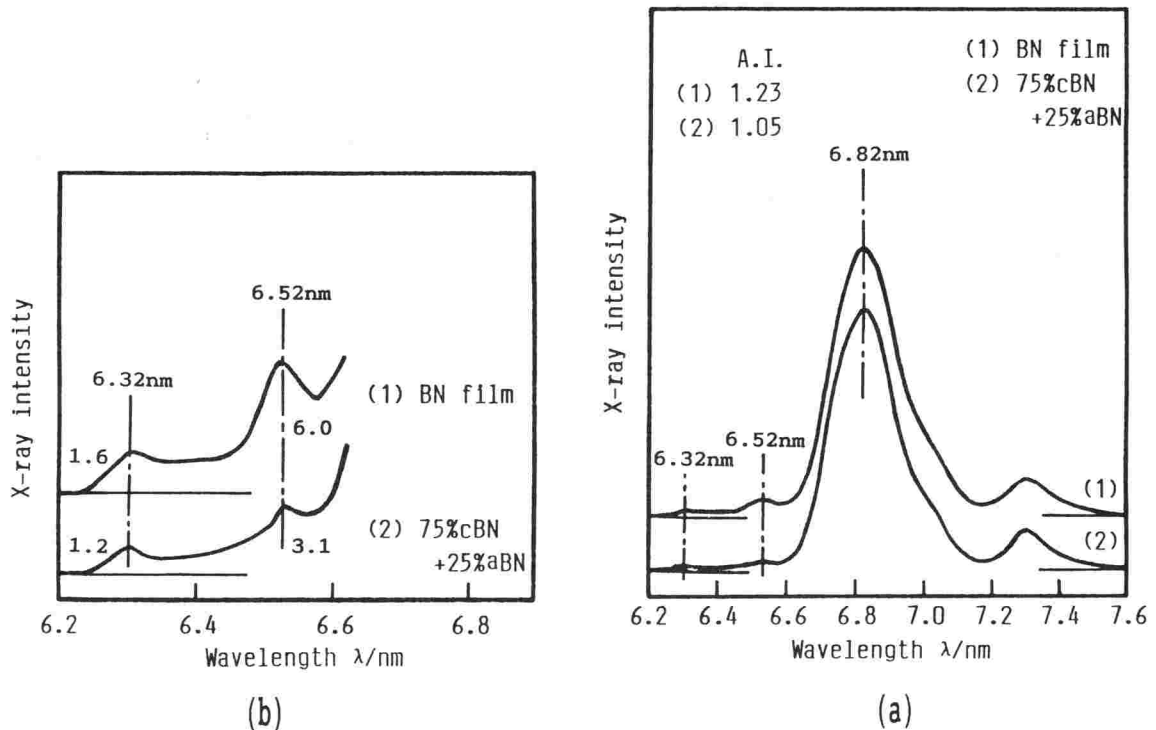 X-ray intensity
6.52nm
6.32nm
(1) BN film
6.0
1.6
(2) 75%cBN
+25%aBN
1.2
3.1
6.2 6.4 6.6 6.8
Wavelength λ/nm
(b)
X-ray intensity
A.I.
(1) 1.23
(2) 1.05
(1) BN film
(2) 75%cBN
+25%aBN
6.82nm
6.52nm
6.32nm
(1)
(2)
6.2 6.4 6.6 6.8 7.0 7.2 7.4 7.6
Wavelength λ/nm
(a)